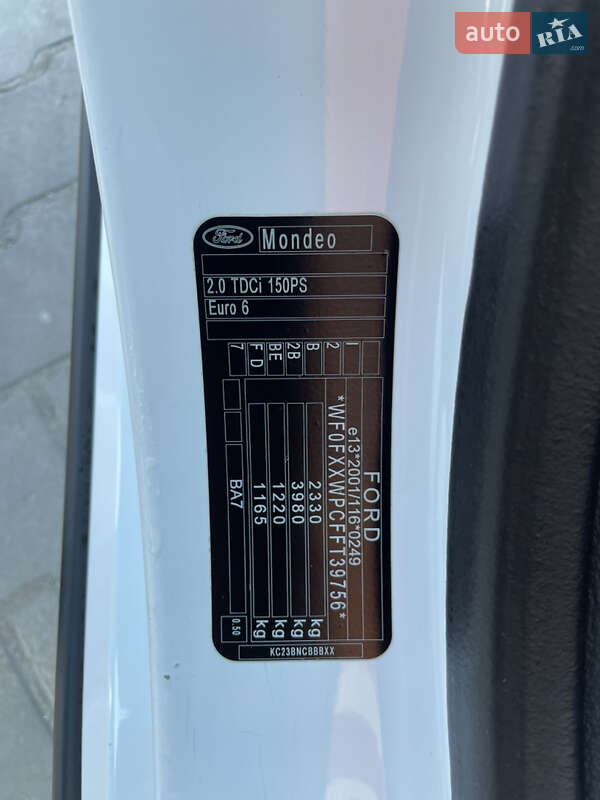 auto RIA
.com
Ford Mondeo
2.0 TDCi 150PS
Euro 6
FORD
e13*2001/116*0249
*WF0FXXWPCFFT39756*
2330 kg
3980 kg
1220 kg
1165 kg
BA7
0.50
I
2
B
2B
BE
F D
7
KC23BNCBBBXX